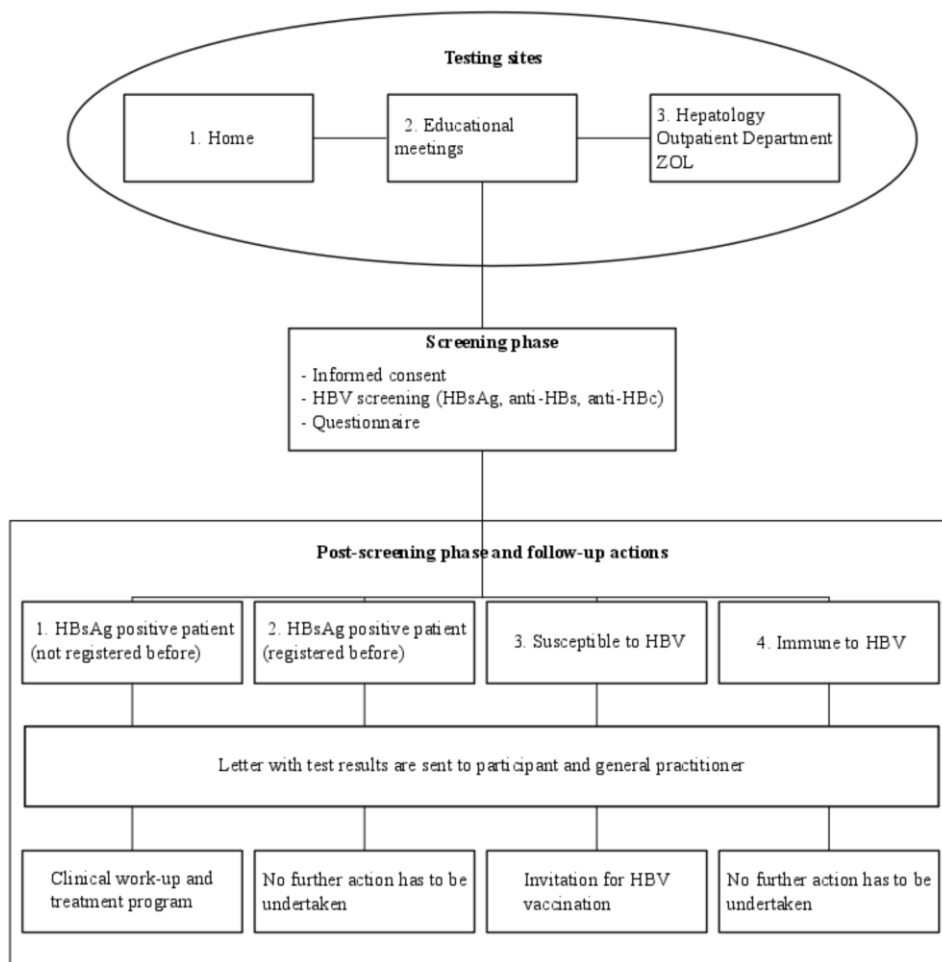 Testing sites
1. Home
2. Educational
meetings
3. Hepatology
Outpatient Department
ZOL
Screening phase
- Informed consent
- HBV screening (HBsAg, anti-HBs, anti-HBc)
- Questionnaire
Post-screening phase and follow-up actions
1. HBsAg positive patient
(not registered before)
2. HBsAg positive patient
(registered before)
3. Susceptible to HBV
4. Immune to HBV
Letter with test results are sent to participant and general practitioner
Clinical work-up and
treatment program
No further action has to be
undertaken
Invitation for HBV
vaccination
No further action has to be
undertaken